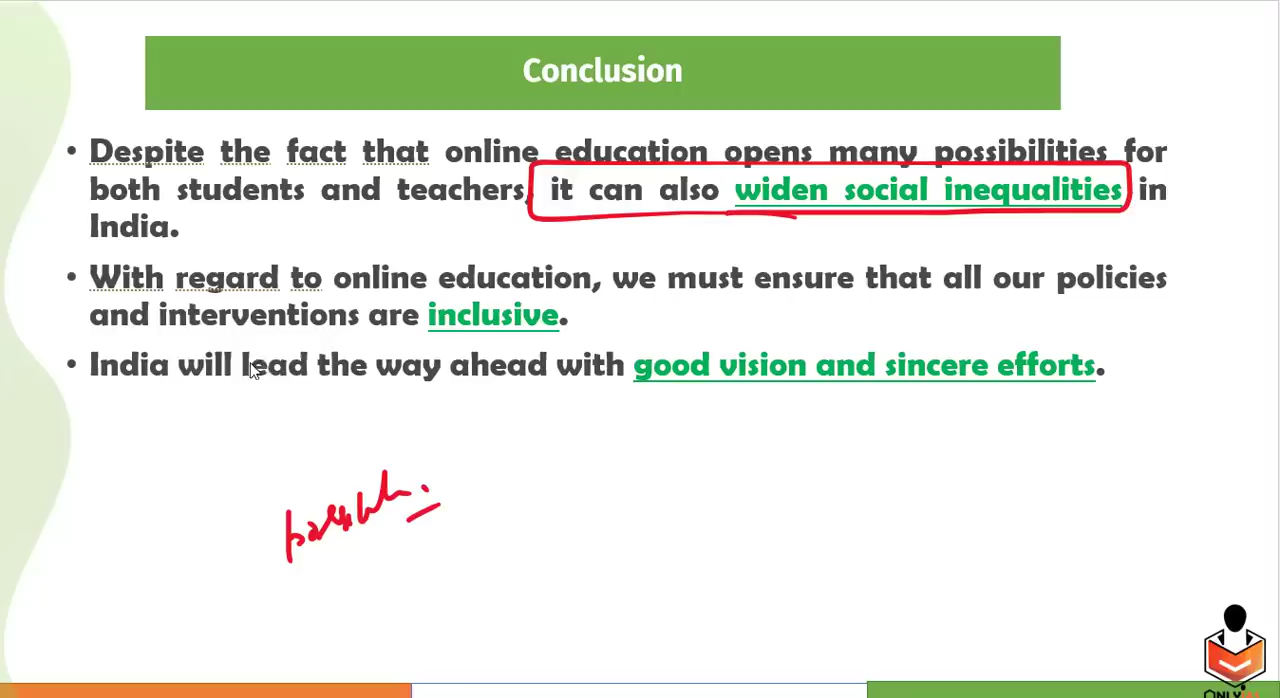 Conclusion
• Despite the fact that online education opens many possibilities for
both students and teachers, it can also widen social inequalities in
India.
• With regard to online education, we must ensure that all our policies
and interventions are inclusive.
• India will lead the way ahead with good vision and sincere efforts.